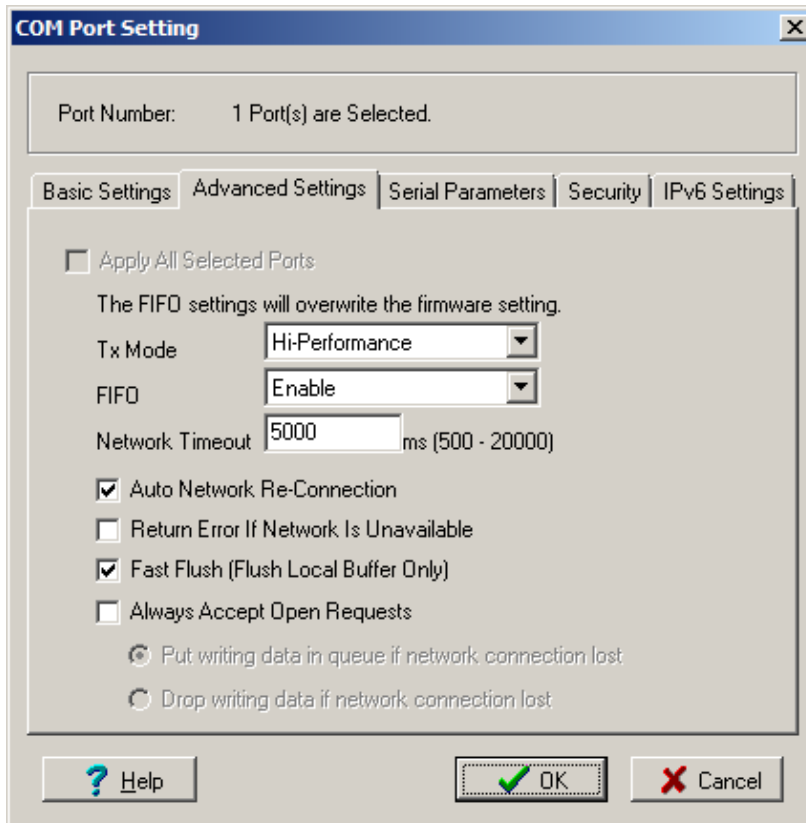 COM Port Setting
Port Number: 1 Port(s) are Selected.
Basic Settings Advanced Settings Serial Parameters Security IPv6 Settings
Apply All Selected Ports
The FIFO settings will overwrite the firmware setting.
Tx Mode Hi-Performance
FIFO Enable
Network Timeout 5000 ms (500 - 20000)
Auto Network Re-Connection
Return Error If Network Is Unavailable
Fast Flush (Flush Local Buffer Only)
Always Accept Open Requests
Put writing data in queue if network connection lost
Drop writing data if network connection lost
? Help OK Cancel